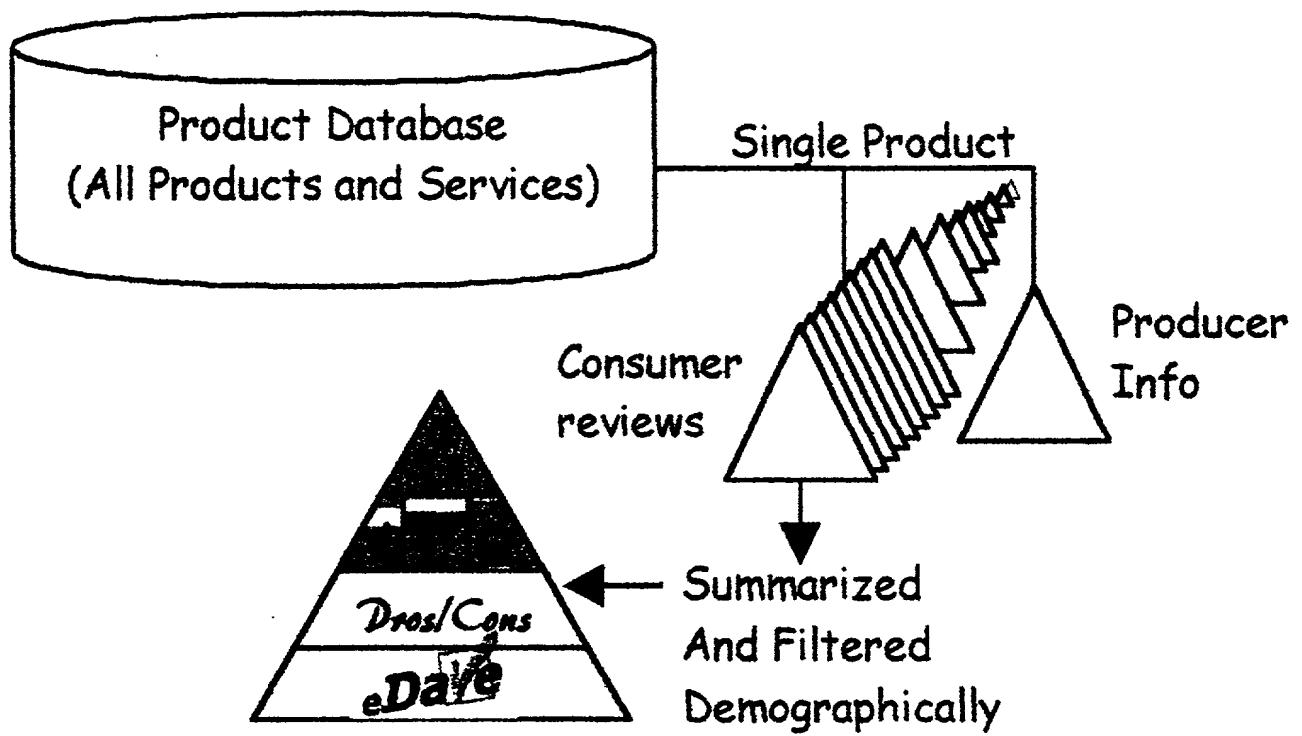 Product Database
(All Products and Services)
Single Product
Producer
Info
Consumer
reviews
Pros/Cons
Summarized
And Filtered
Demographically